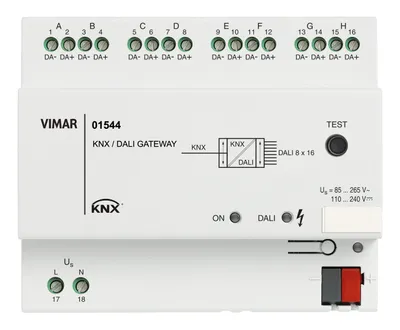 A B C D E F G H
1 2 3 4 5 6 7 8 9 10 11 12 13 14 15 16
DA- DA+ DA- DA+ DA- DA+ DA- DA+ DA- DA+ DA- DA+ DA- DA+ DA- DA+
VIMAR 01544
KNX / DALI GATEWAY
KNX KNX DALI DALI 8 x 16
TEST
KNX
ON DALI
Us = 85 ... 265 V~
110 ... 240 V⎓
Us
L N
17 18